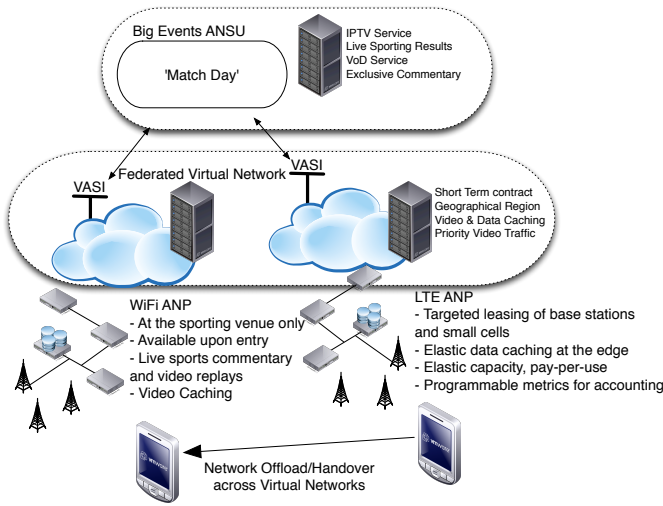 Big Events ANSU
'Match Day'
IPTV Service
Live Sporting Results
VoD Service
Exclusive Commentary
Federated Virtual Network
VASI
VASI
Short Term contract
Geographical Region
Video & Data Caching
Priority Video Traffic
WiFi ANP
- At the sporting venue only
- Available upon entry
- Live sports commentary
and video replays
- Video Caching
LTE ANP
- Targeted leasing of base stations
and small cells
- Elastic data caching at the edge
- Elastic capacity, pay-per-use
- Programmable metrics for accounting
Network Offload/Handover
across Virtual Networks